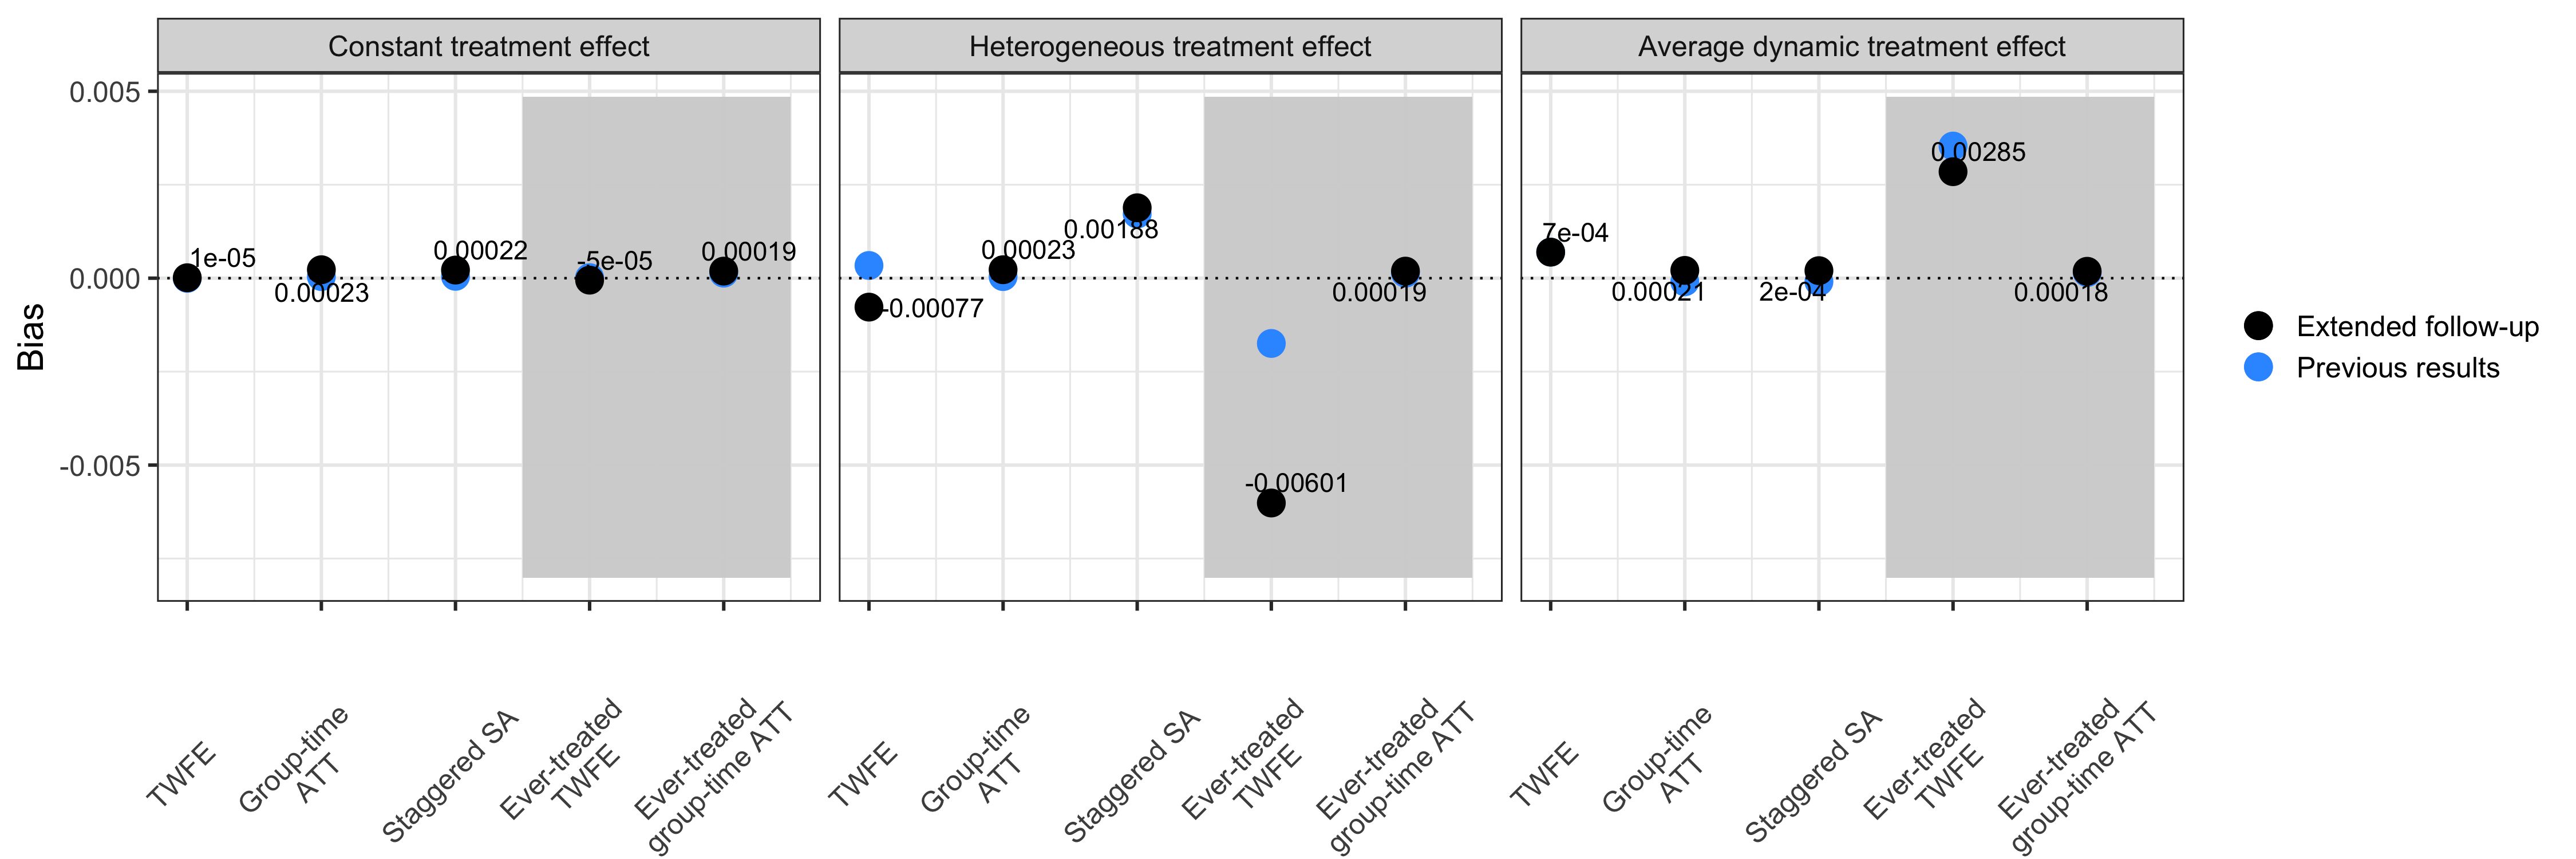 Constant treatment effect
Heterogeneous treatment effect
Average dynamic treatment effect
Bias
0.005
0.000
-0.005
1e-05
0.00023
0.00022
-5e-05
0.00019
-0.00077
0.00023
0.00188
-0.00601
0.00019
7e-04
0.00021
2e-04
0.00285
0.00018
TWFE
Group-time
ATT
Staggered SA
Ever-treated
TWFE
Ever-treated
group-time ATT
TWFE
Group-time
ATT
Staggered SA
Ever-treated
TWFE
Ever-treated
group-time ATT
TWFE
Group-time
ATT
Staggered SA
Ever-treated
TWFE
Ever-treated
group-time ATT
Extended follow-up
Previous results